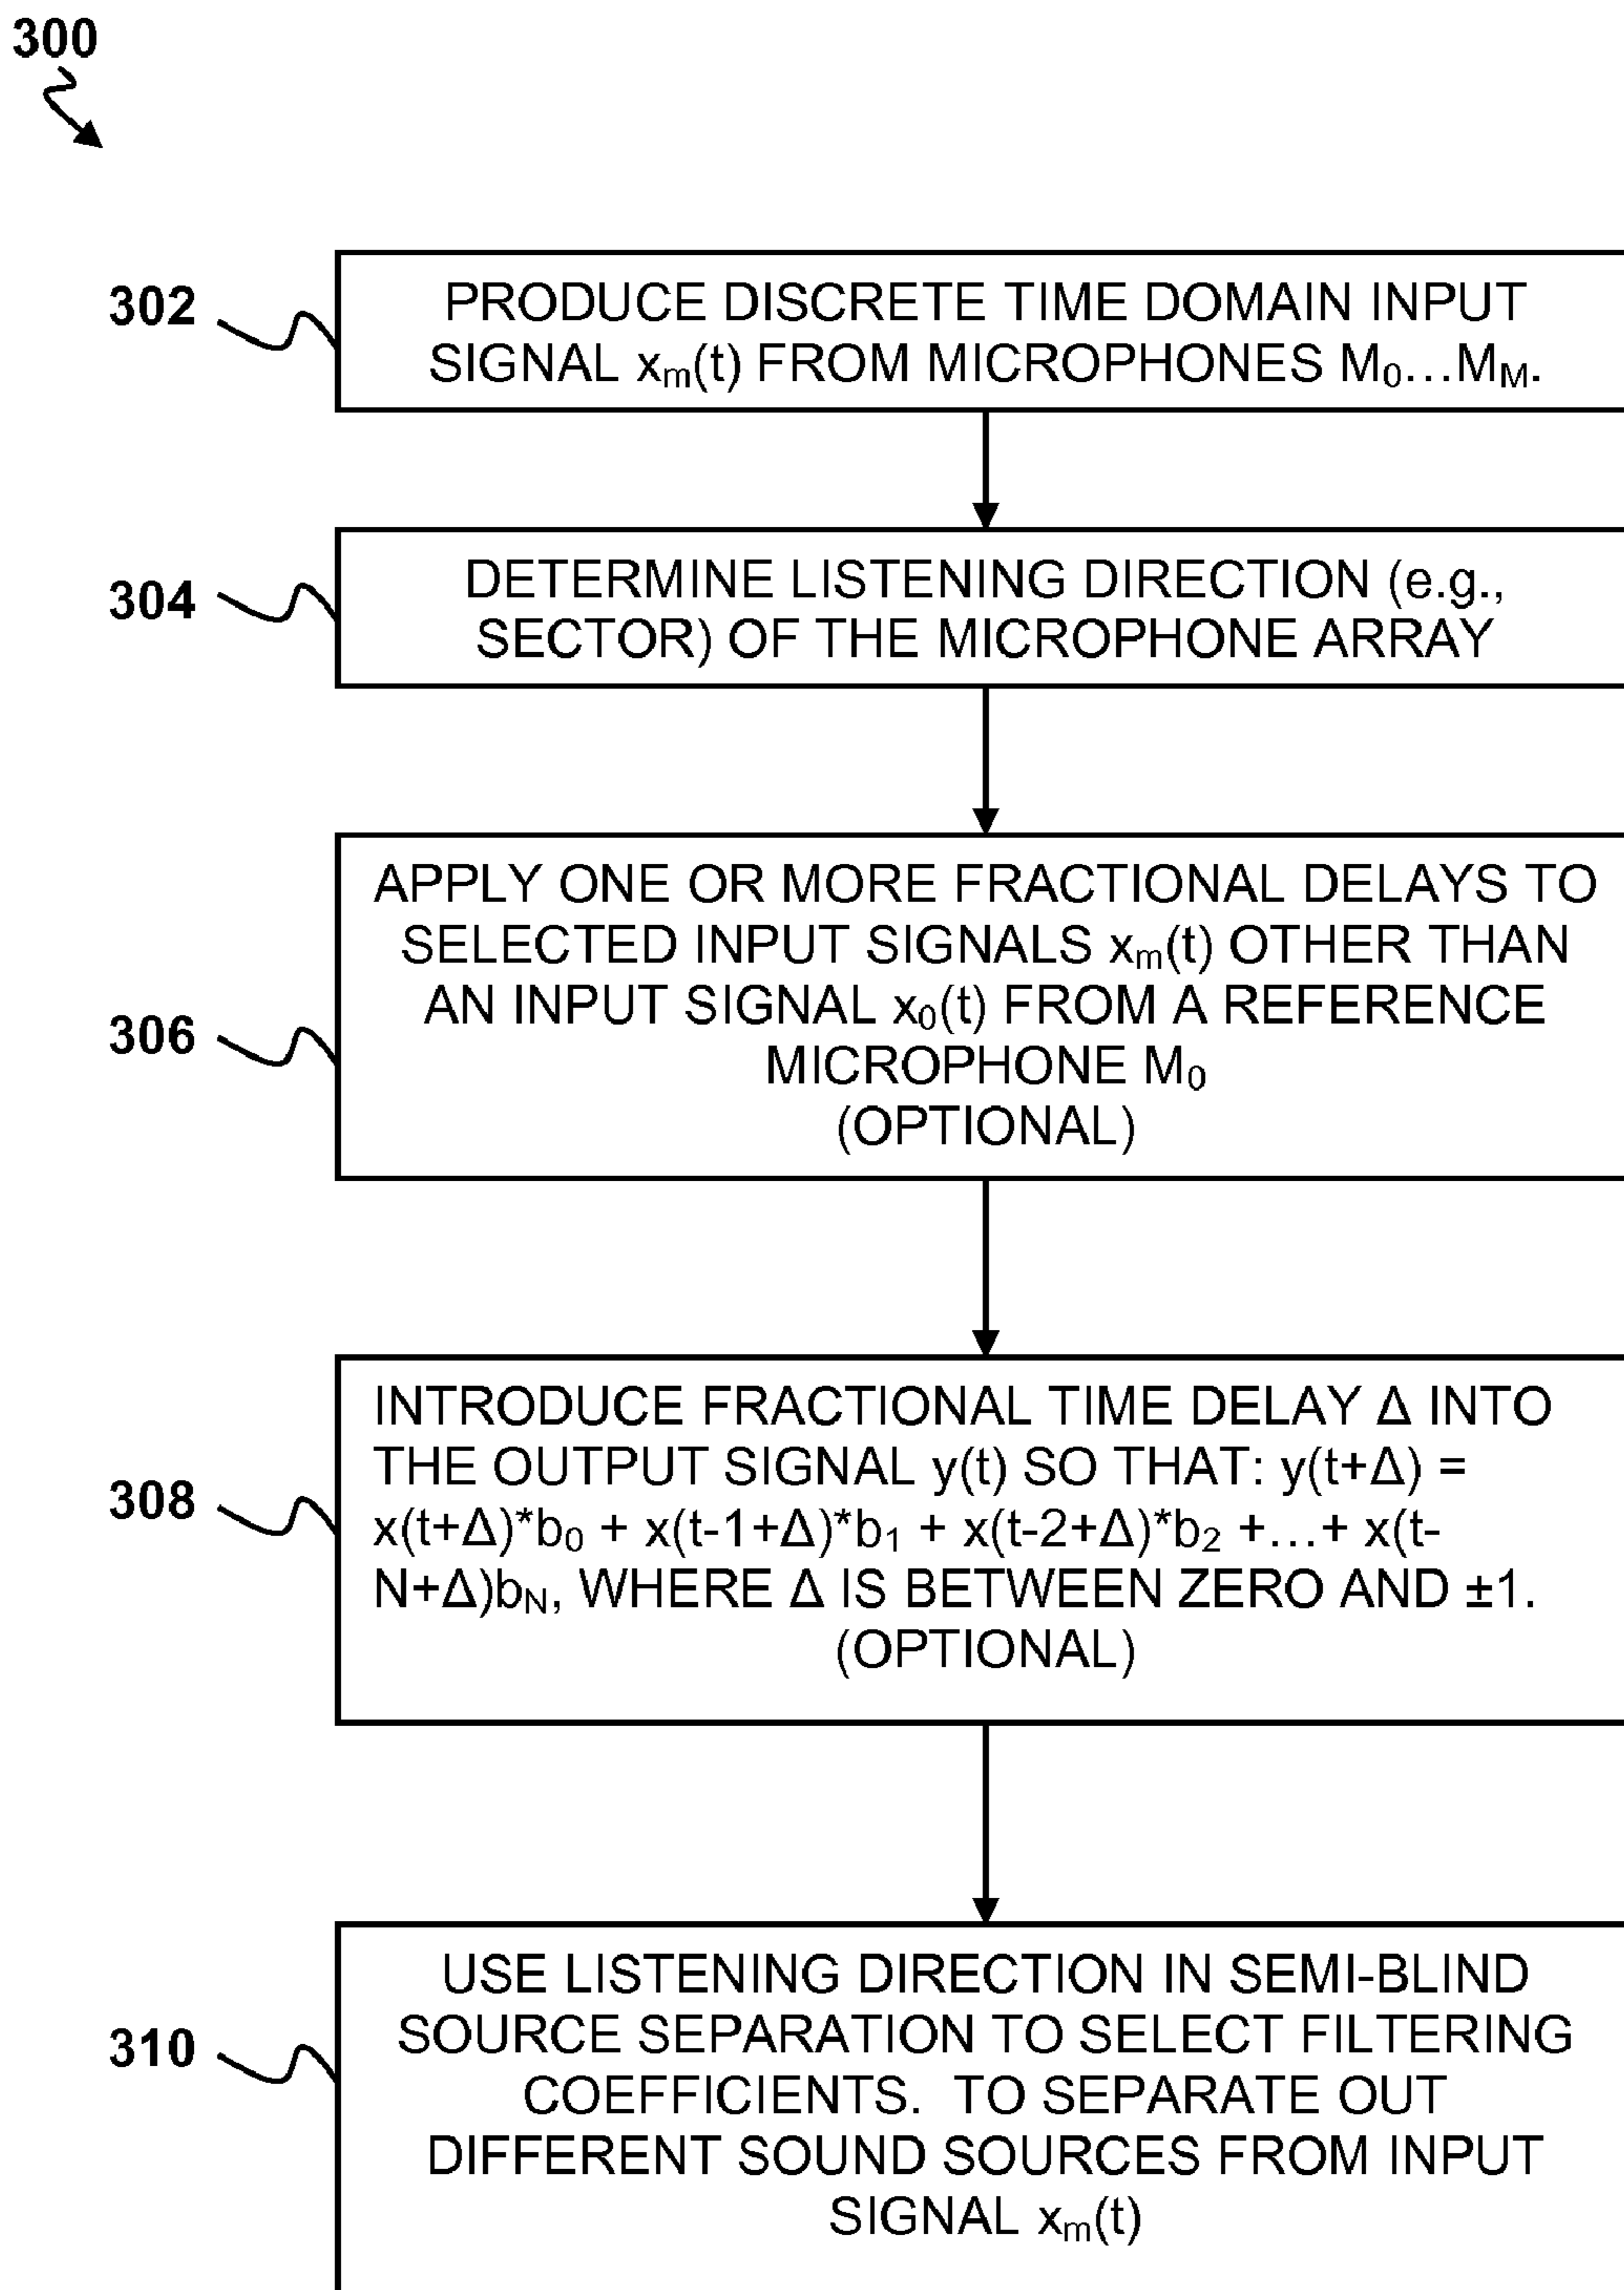 300
302
PRODUCE DISCRETE TIME DOMAIN INPUT
SIGNAL xₘ(t) FROM MICROPHONES M₀…M_M.
304
DETERMINE LISTENING DIRECTION (e.g.,
SECTOR) OF THE MICROPHONE ARRAY
306
APPLY ONE OR MORE FRACTIONAL DELAYS TO
SELECTED INPUT SIGNALS xₘ(t) OTHER THAN
AN INPUT SIGNAL x₀(t) FROM A REFERENCE
MICROPHONE M₀
(OPTIONAL)
308
INTRODUCE FRACTIONAL TIME DELAY Δ INTO
THE OUTPUT SIGNAL y(t) SO THAT: y(t+Δ) =
x(t+Δ)*b₀ + x(t-1+Δ)*b₁ + x(t-2+Δ)*b₂ +…+ x(t-
N+Δ)b_N, WHERE Δ IS BETWEEN ZERO AND ±1.
(OPTIONAL)
310
USE LISTENING DIRECTION IN SEMI-BLIND
SOURCE SEPARATION TO SELECT FILTERING
COEFFICIENTS. TO SEPARATE OUT
DIFFERENT SOUND SOURCES FROM INPUT
SIGNAL xₘ(t)